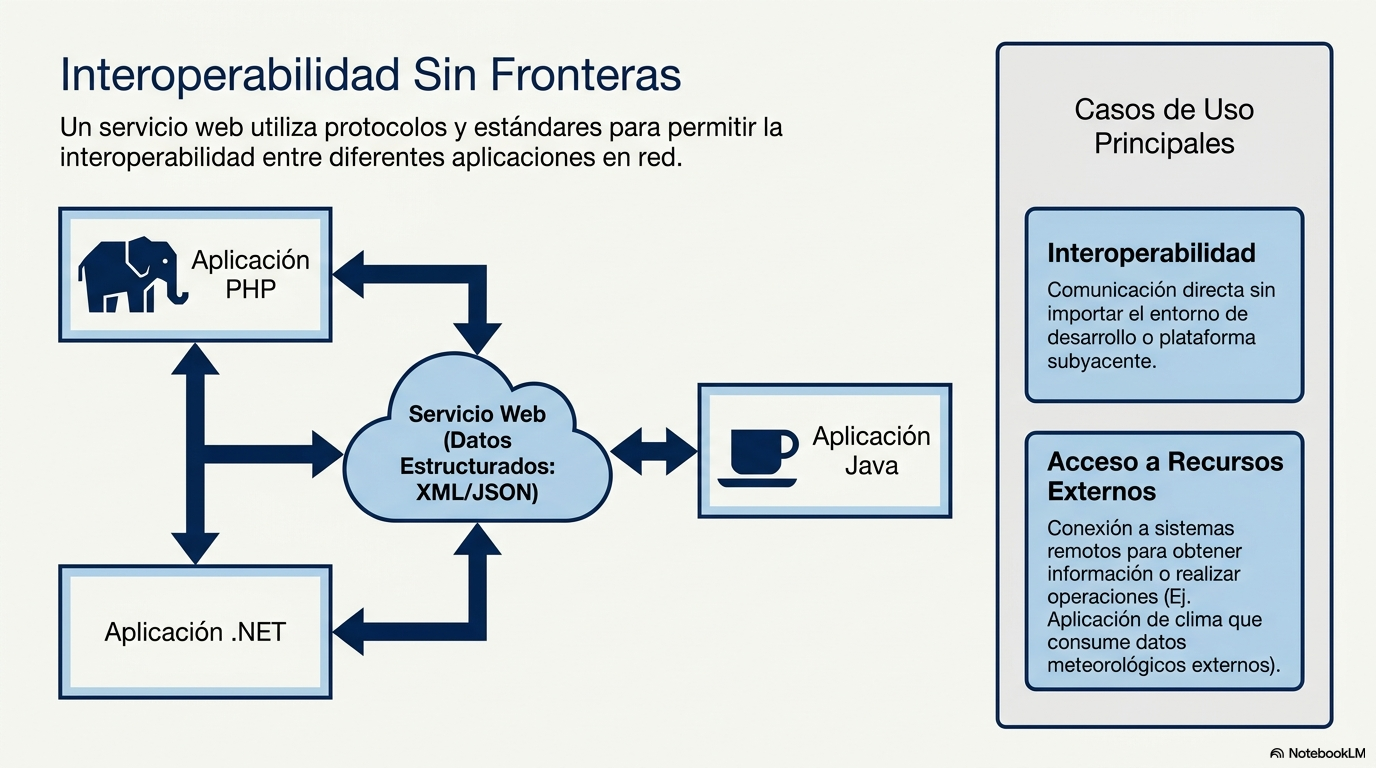 Interoperabilidad Sin Fronteras
Un servicio web utiliza protocolos y estándares para permitir la
interoperabilidad entre diferentes aplicaciones en red.
Aplicación
PHP
Servicio Web
(Datos
Estructurados:
XML/JSON)
Aplicación
Java
Aplicación .NET
Casos de Uso
Principales
Interoperabilidad
Comunicación directa sin
importar el entorno de
desarrollo o plataforma
subyacente.
Acceso a Recursos
Externos
Conexión a sistemas
remotos para obtener
información o realizar
operaciones (Ej.
Aplicación de clima que
consume datos
meteorológicos externos).
NotebookLM